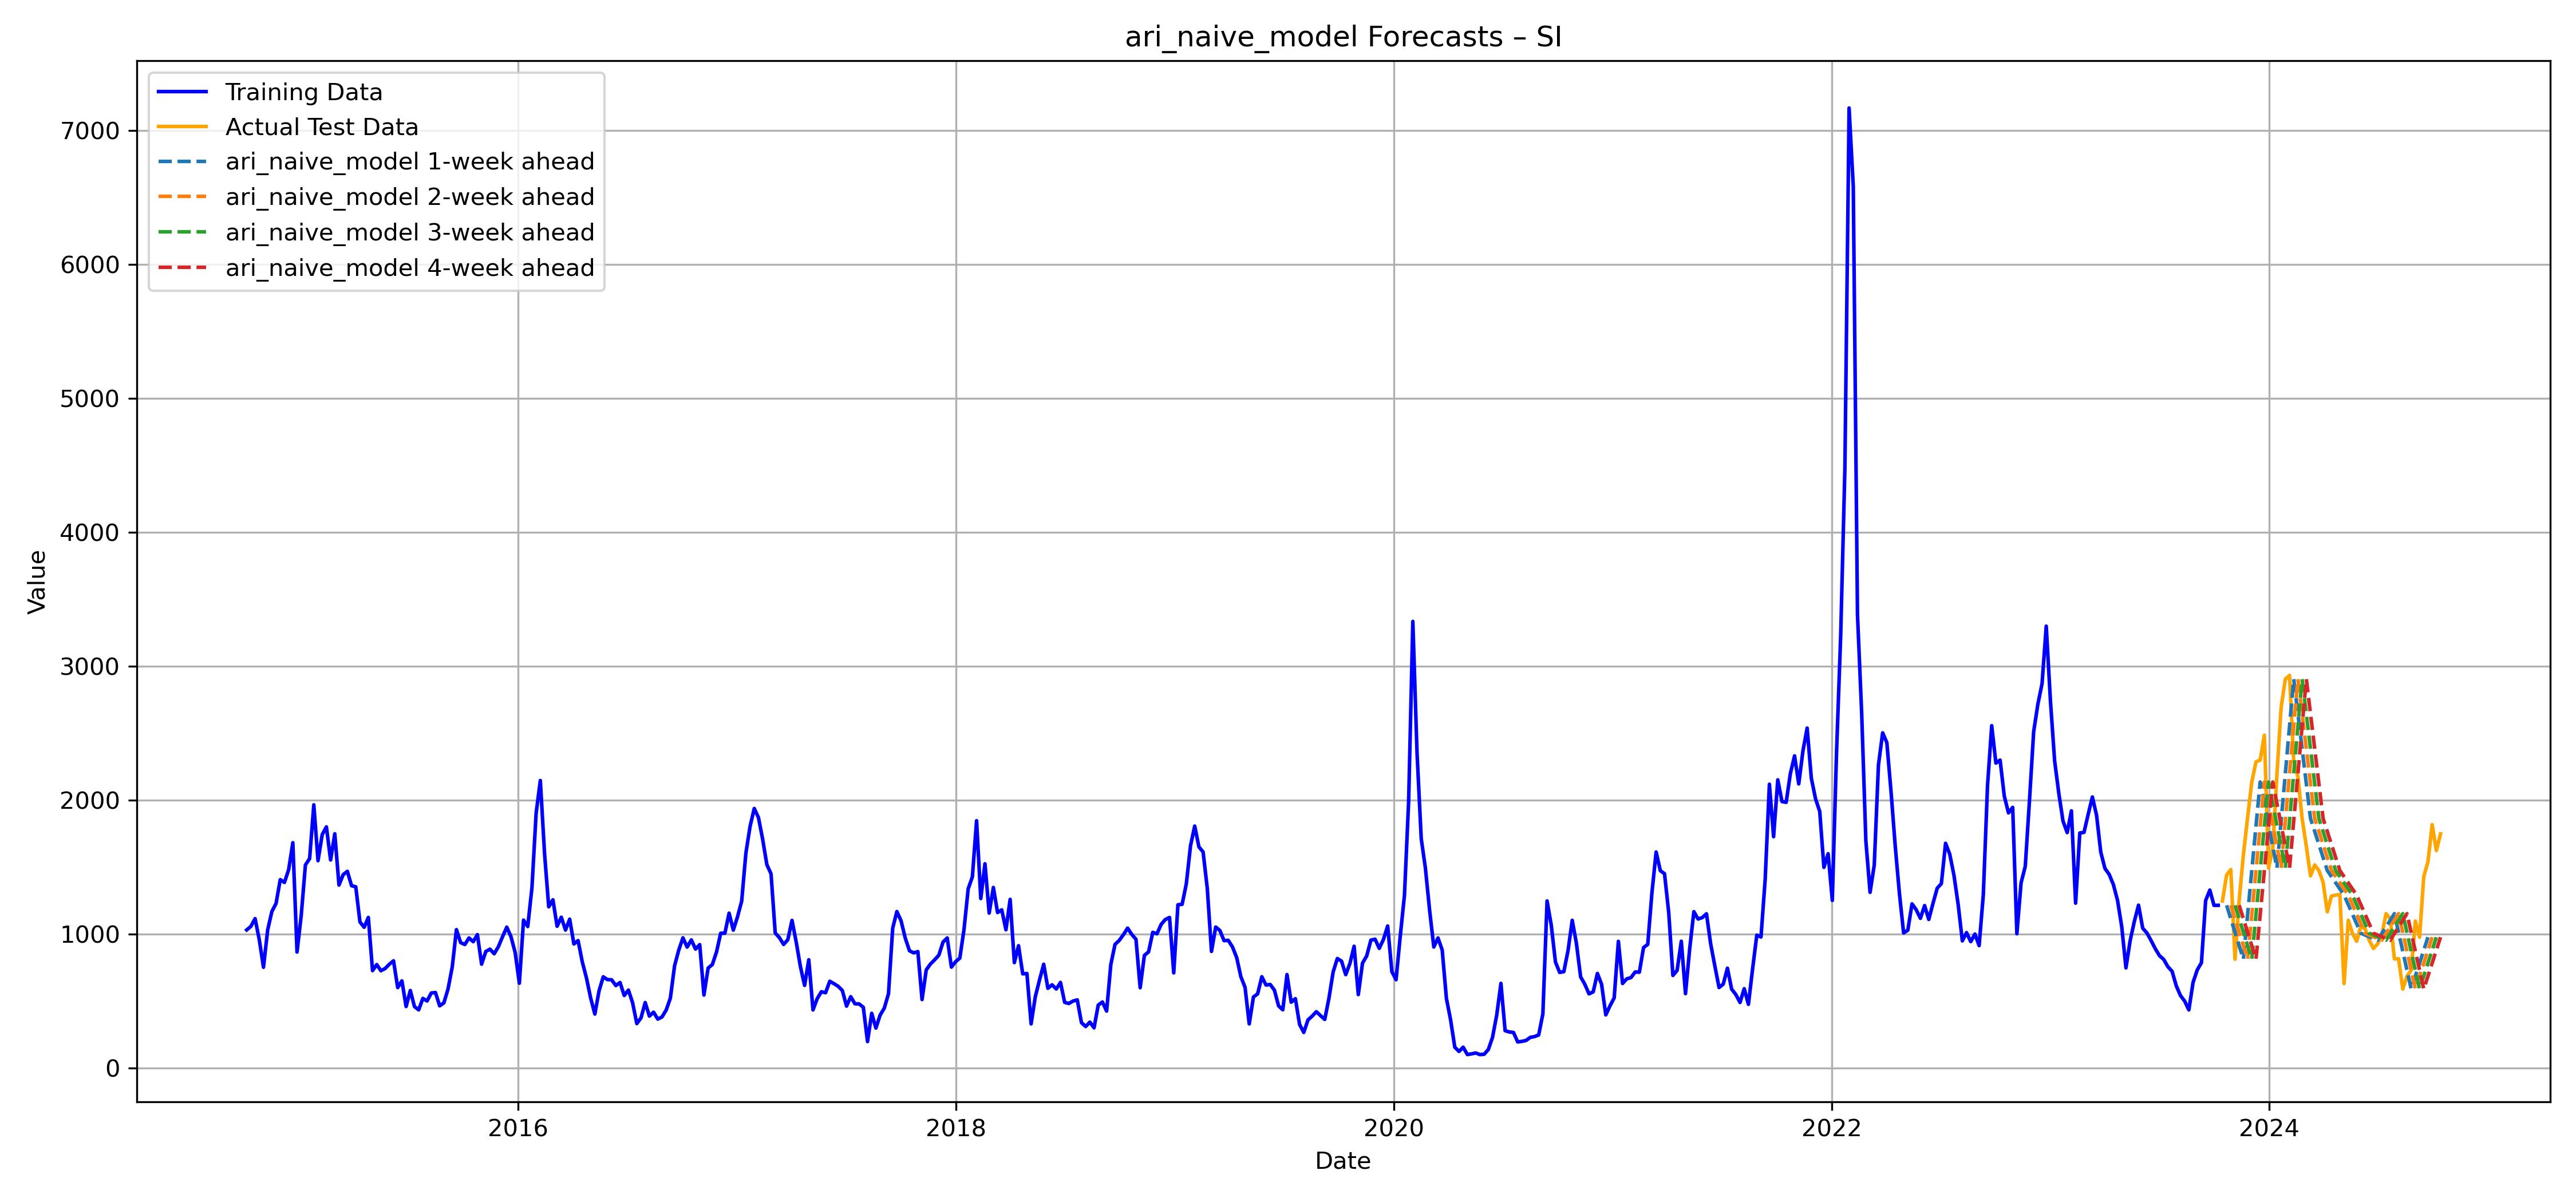 ari_naive_model Forecasts – SI
Training Data
Actual Test Data
ari_naive_model 1-week ahead
ari_naive_model 2-week ahead
ari_naive_model 3-week ahead
ari_naive_model 4-week ahead
7000
6000
5000
4000
3000
2000
1000
0
Value
2016
2018
2020
2022
2024
Date